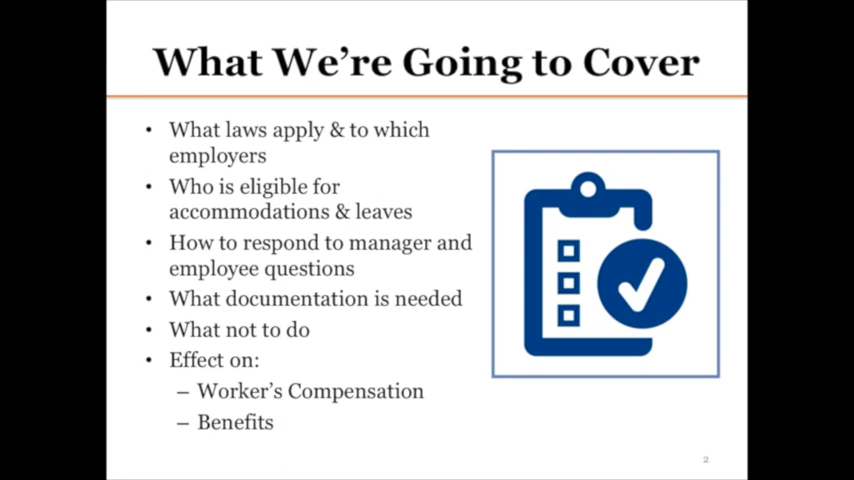 What We’re Going to Cover
• What laws apply & to which
employers
• Who is eligible for
accommodations & leaves
• How to respond to manager and
employee questions
• What documentation is needed
• What not to do
• Effect on:
– Worker’s Compensation
– Benefits
2